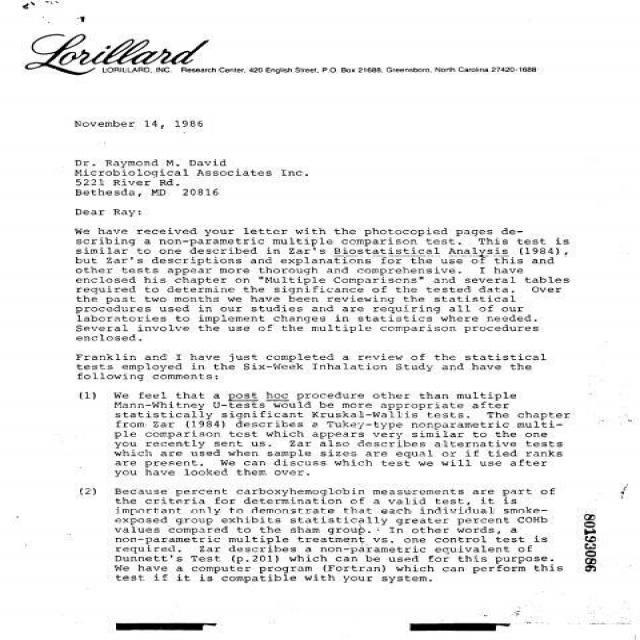 Lorillard
LORILLARD, INC. Research Center, 420 English Street, P.O. Box 21688, Greensboro, North Carolina 27420-1688
November 14, 1986
Dr. Raymond M. David
Microbiological Associates Inc.
5221 River Rd.
Bethesda, MD 20816
Dear Ray:
We have received your letter with the photocopied pages de-
scribing a non-parametric multiple comparison test. This test is
similar to one described in Zar's Biostatistical Analysis (1984),
but Zar's descriptions and explanations for the use of this and
other tests appear more thorough and comprehensive. I have
enclosed his chapter on "Multiple Comparisons" and several tables
required to determine the significance of the tested data. Over
the past two months we have been reviewing the statistical
procedures used in our studies and are requiring all of our
laboratories to implement changes in statistics where needed.
Several involve the use of the multiple comparison procedures
enclosed.
Franklin and I have just completed a review of the statistical
tests employed in the Six-Week Inhalation Study and have the
following comments:
(1) We feel that a post hoc procedure other than multiple
Mann-Whitney U-tests would be more appropriate after
statistically significant Kruskal-Wallis tests. The chapter
from Zar (1984) describes a Tukey-type nonparametric multi-
ple comparison test which appears very similar to the one
you recently sent us. Zar also describes alternative tests
which are used when sample sizes are equal or if tied ranks
are present. We can discuss which test we will use after
you have looked them over.
(2) Because percent carboxyhemoglobin measurements are part of
the criteria for determination of a valid test, it is
important only to demonstrate that each individual smoke-
exposed group exhibits statistically greater percent COHb
values compared to the sham group. In other words, a
non-parametric multiple treatment vs. one control test is
required. Zar describes a non-parametric equivalent of
Dunnett's Test (p.201) which can be used for this purpose.
We have a computer program (Fortran) which can perform this
test if it is compatible with your system.
80193086